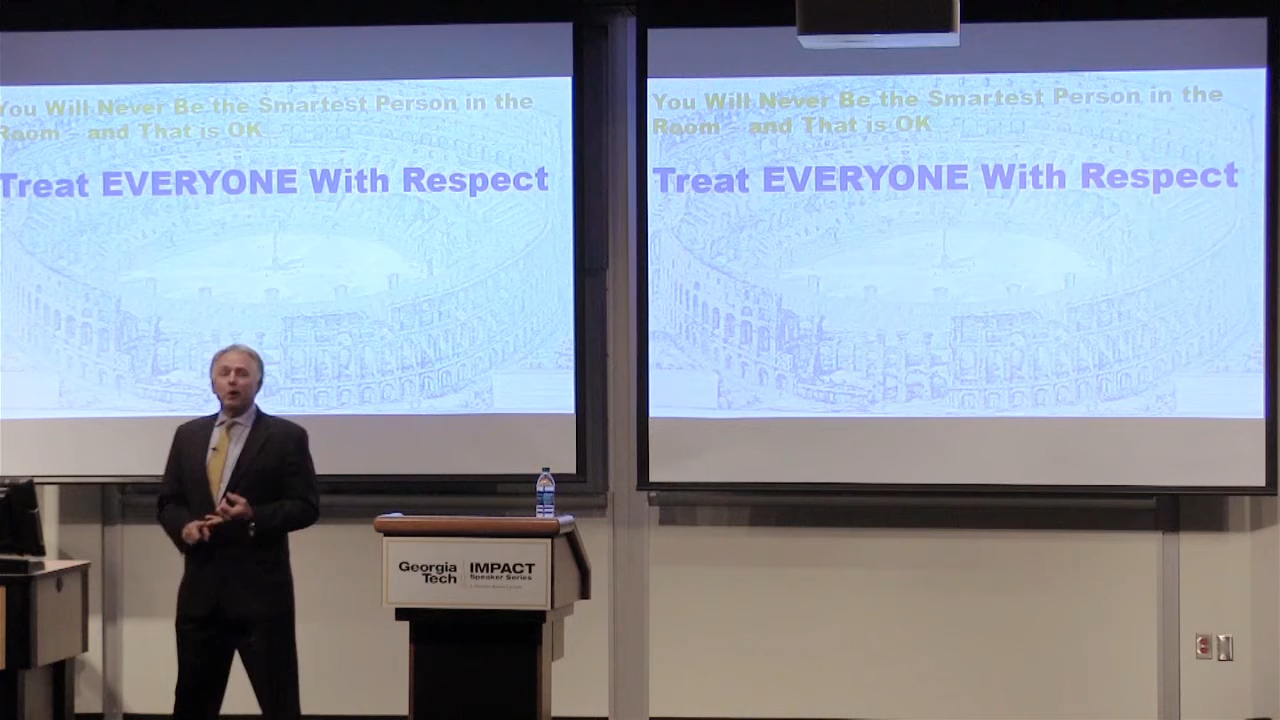 You Will Never Be the Smartest Person in the
Room - and That is OK
Treat EVERYONE With Respect
You Will Never Be the Smartest Person in the
Room - and That is OK
Treat EVERYONE With Respect
Georgia
Tech
IMPACT
Speaker Series